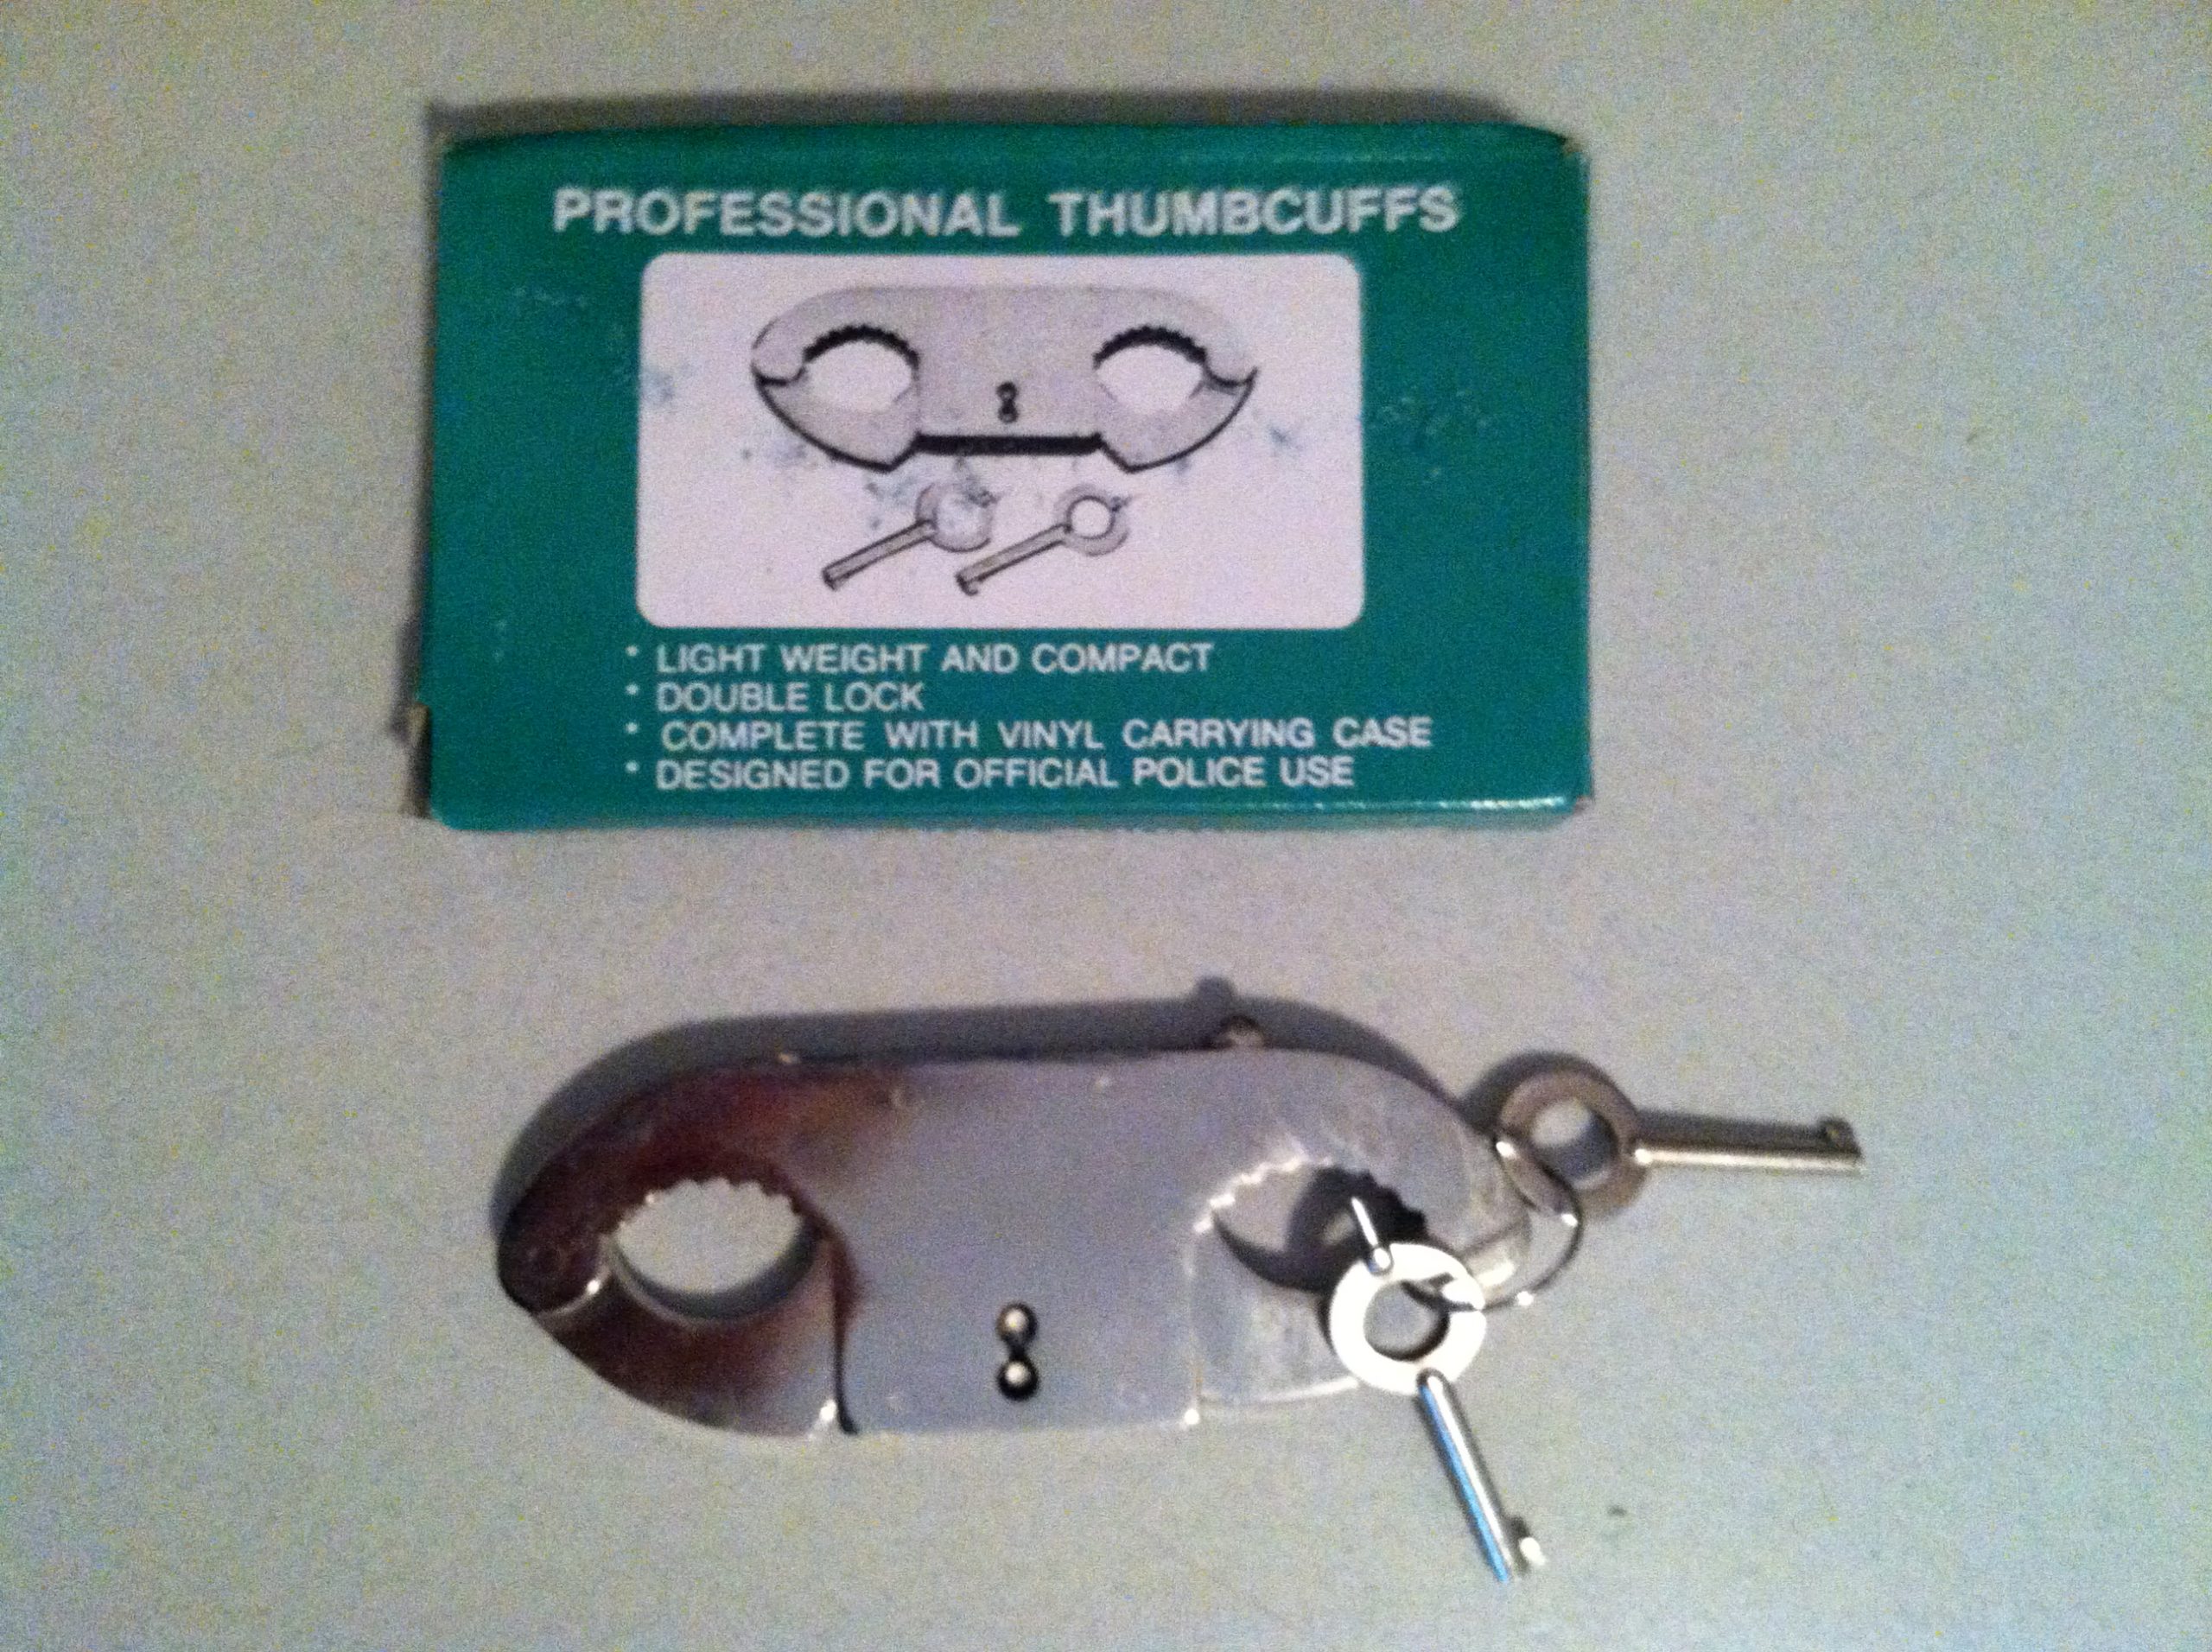 PROFESSIONAL THUMBCUFFS
* LIGHT WEIGHT AND COMPACT
* DOUBLE LOCK
* COMPLETE WITH VINYL CARRYING CASE
* DESIGNED FOR OFFICIAL POLICE USE